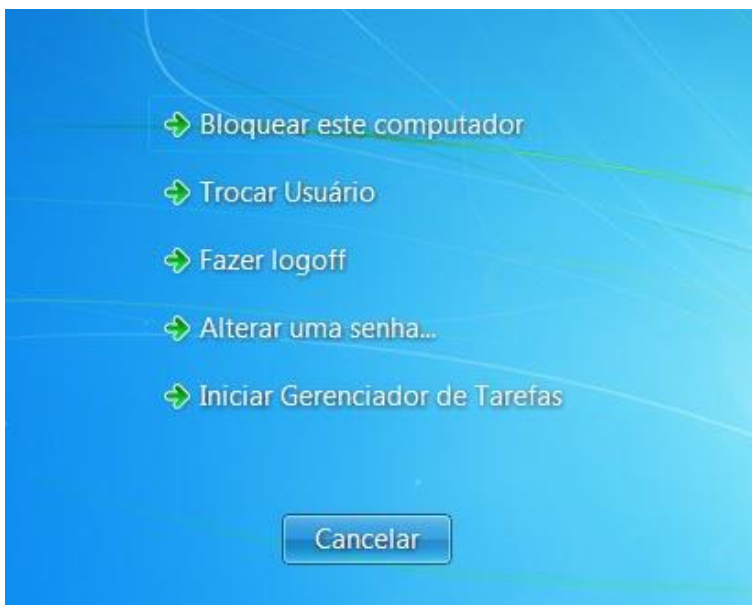 Bloquear este computador
Trocar Usuário
Fazer logoff
Alterar uma senha...
Iniciar Gerenciador de Tarefas
Cancelar